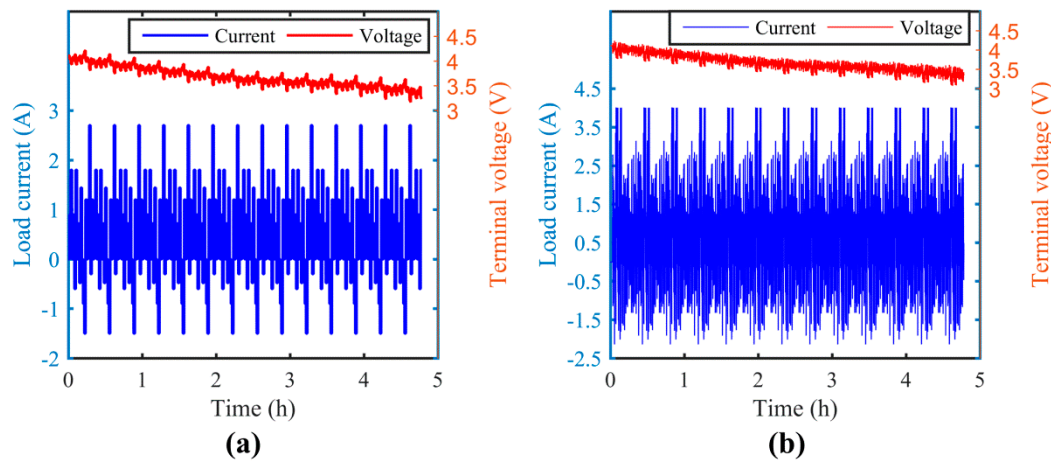 Current Voltage
Load current (A)
3
2
1
0
-1
-2
4.5
4
3.5
3
Terminal voltage (V)
0 1 2 3 4 5
Time (h)
(a)
Current Voltage
Load current (A)
4.5
3.5
2.5
1.5
0.5
-0.5
-1.5
-2.5
4.5
4
3.5
3
Terminal voltage (V)
0 1 2 3 4 5
Time (h)
(b)